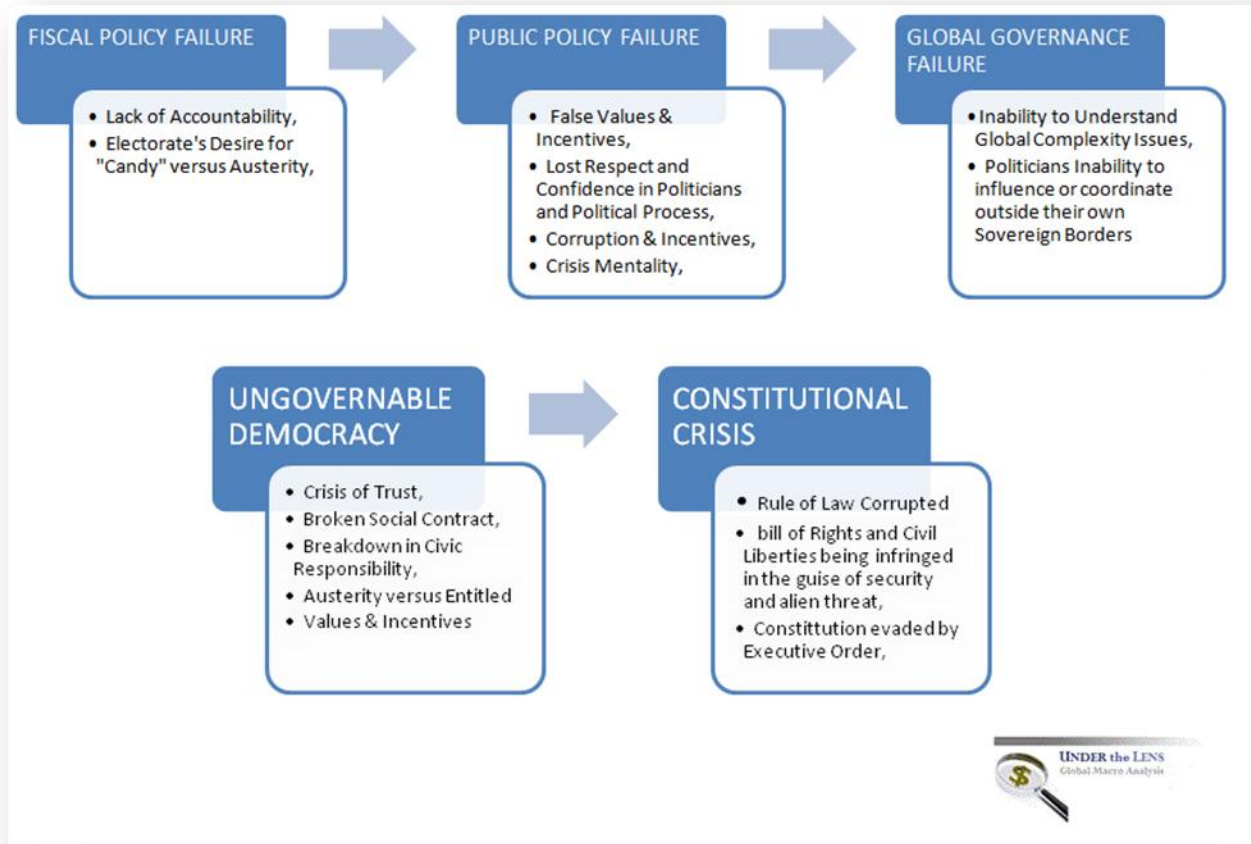 FISCAL POLICY FAILURE
• Lack of Accountability,
• Electorate's Desire for
"Candy" versus Austerity,
PUBLIC POLICY FAILURE
• False Values &
Incentives,
• Lost Respect and
Confidence in Politicians
and Political Process,
• Corruption & Incentives,
• Crisis Mentality,
GLOBAL GOVERNANCE
FAILURE
• Inability to Understand
Global Complexity Issues,
• Politicians Inability to
influence or coordinate
outside their own
Sovereign Borders
UNGOVERNABLE
DEMOCRACY
• Crisis of Trust,
• Broken Social Contract,
• Breakdown in Civic
Responsibility,
• Austerity versus Entitled
• Values & Incentives
CONSTITUTIONAL
CRISIS
• Rule of Law Corrupted
• bill of Rights and Civil
Liberties being infringed
in the guise of security
and alien threat,
• Constittution evaded by
Executive Order,
$
UNDER the LENS
Global Macro Analysis